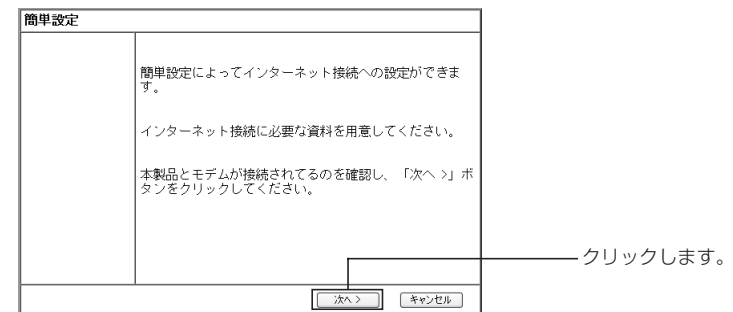 簡単設定
簡単設定によってインターネット接続への設定ができま
す。
インターネット接続に必要な資料を用意してください。
本製品とモデムが接続されてるのを確認し、「次へ >」ボ
タンをクリックしてください。
クリックします。
次へ > キャンセル